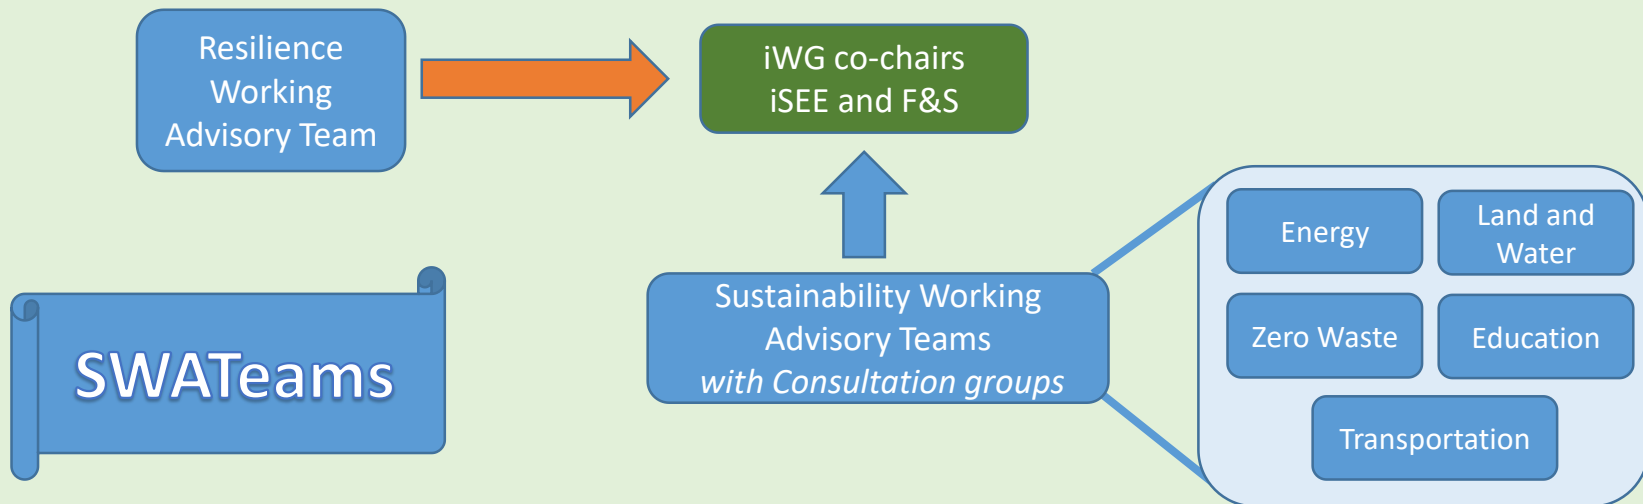 Resilience
Working
Advisory Team
iWG co-chairs
iSEE and F&S
SWATeams
Sustainability Working
Advisory Teams
with Consultation groups
Energy
Land and
Water
Zero Waste
Education
Transportation